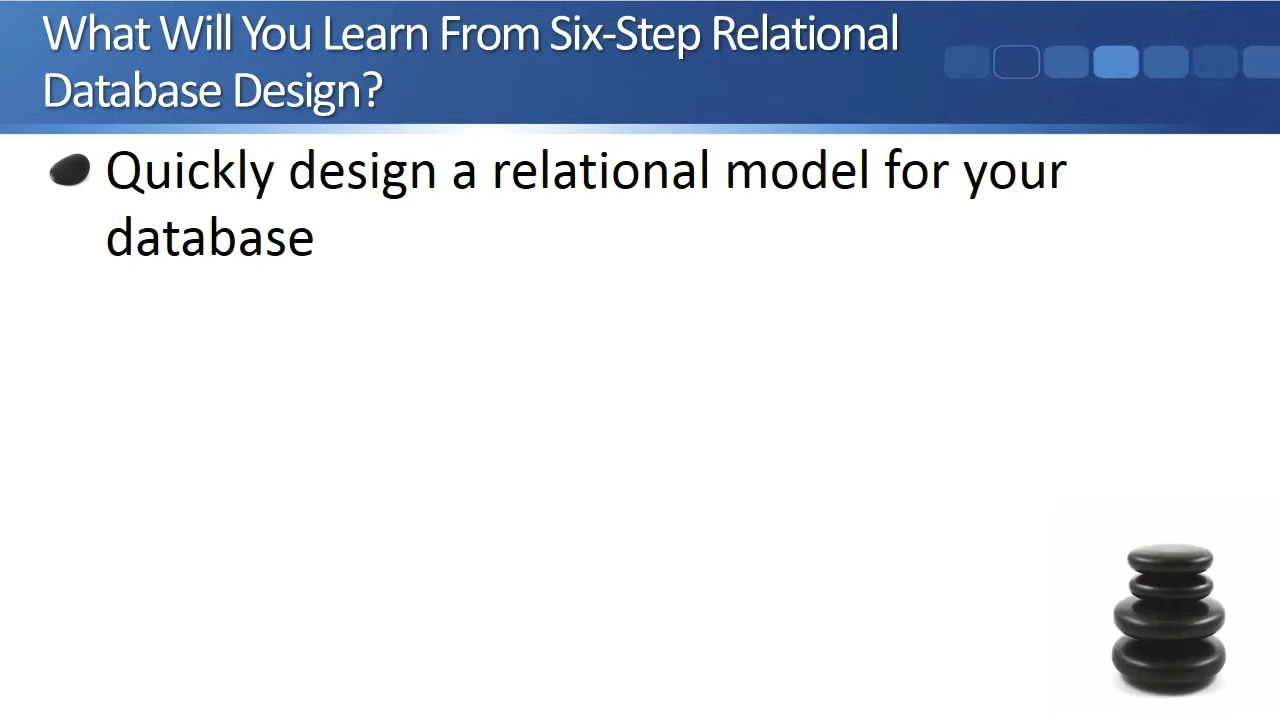 What Will You Learn From Six-Step Relational
Database Design?
Quickly design a relational model for your
database